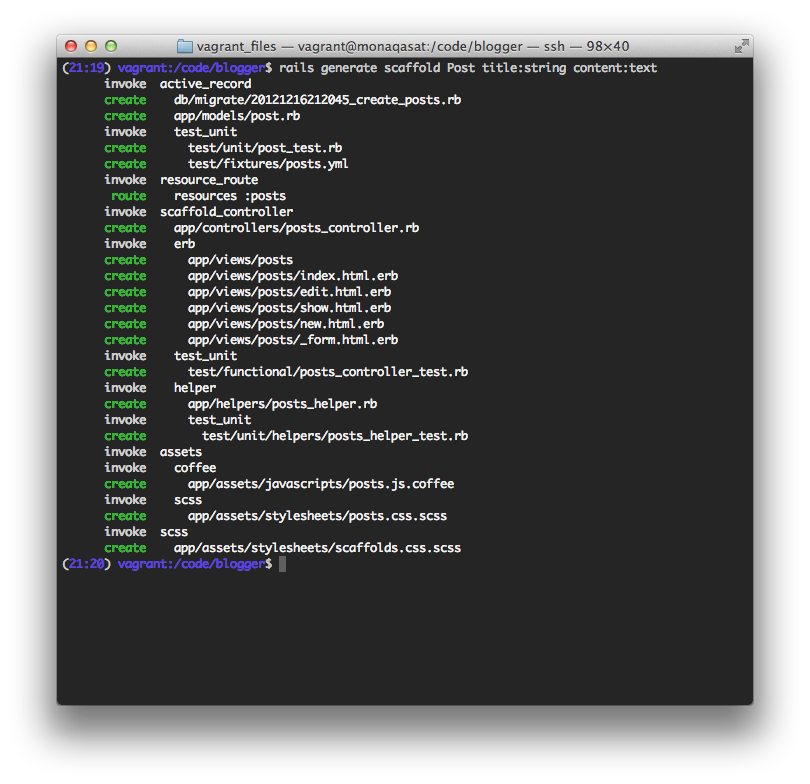 vagrant_files — vagrant@monaqasat:/code/blogger — ssh — 98×40
(21:19) vagrant:/code/blogger$ rails generate scaffold Post title:string content:text
      invoke  active_record
      create    db/migrate/20121216212045_create_posts.rb
      create    app/models/post.rb
      invoke    test_unit
      create      test/unit/post_test.rb
      create      test/fixtures/posts.yml
      invoke  resource_route
       route    resources :posts
      invoke  scaffold_controller
      create    app/controllers/posts_controller.rb
      invoke    erb
      create      app/views/posts
      create      app/views/posts/index.html.erb
      create      app/views/posts/edit.html.erb
      create      app/views/posts/show.html.erb
      create      app/views/posts/new.html.erb
      create      app/views/posts/_form.html.erb
      invoke    test_unit
      create      test/functional/posts_controller_test.rb
      invoke    helper
      create      app/helpers/posts_helper.rb
      invoke      test_unit
      create        test/unit/helpers/posts_helper_test.rb
      invoke  assets
      invoke    coffee
      create      app/assets/javascripts/posts.js.coffee
      invoke    scss
      create      app/assets/stylesheets/posts.css.scss
      invoke  scss
      create    app/assets/stylesheets/scaffolds.css.scss
(21:20) vagrant:/code/blogger$